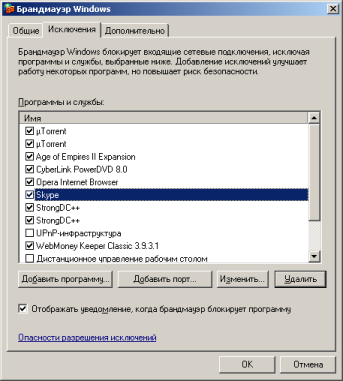 Брандмауэр Windows
Общие Исключения Дополнительно
Брандмауэр Windows блокирует входящие сетевые подключения, исключая
программы и службы, выбранные ниже. Добавление исключений улучшает
работу некоторых программ, но повышает риск безопасности.
Программы и службы:
Имя
µTorrent
µTorrent
Age of Empires II Expansion
CyberLink PowerDVD 8.0
Opera Internet Browser
Skype
StrongDC++
StrongDC++
UPnP-инфраструктура
WebMoney Keeper Classic 3.9.3.1
Дистанционное управление рабочим столом
Добавить программу... Добавить порт... Изменить... Удалить
Отображать уведомление, когда брандмауэр блокирует программу
Опасности разрешения исключений
ОК Отмена